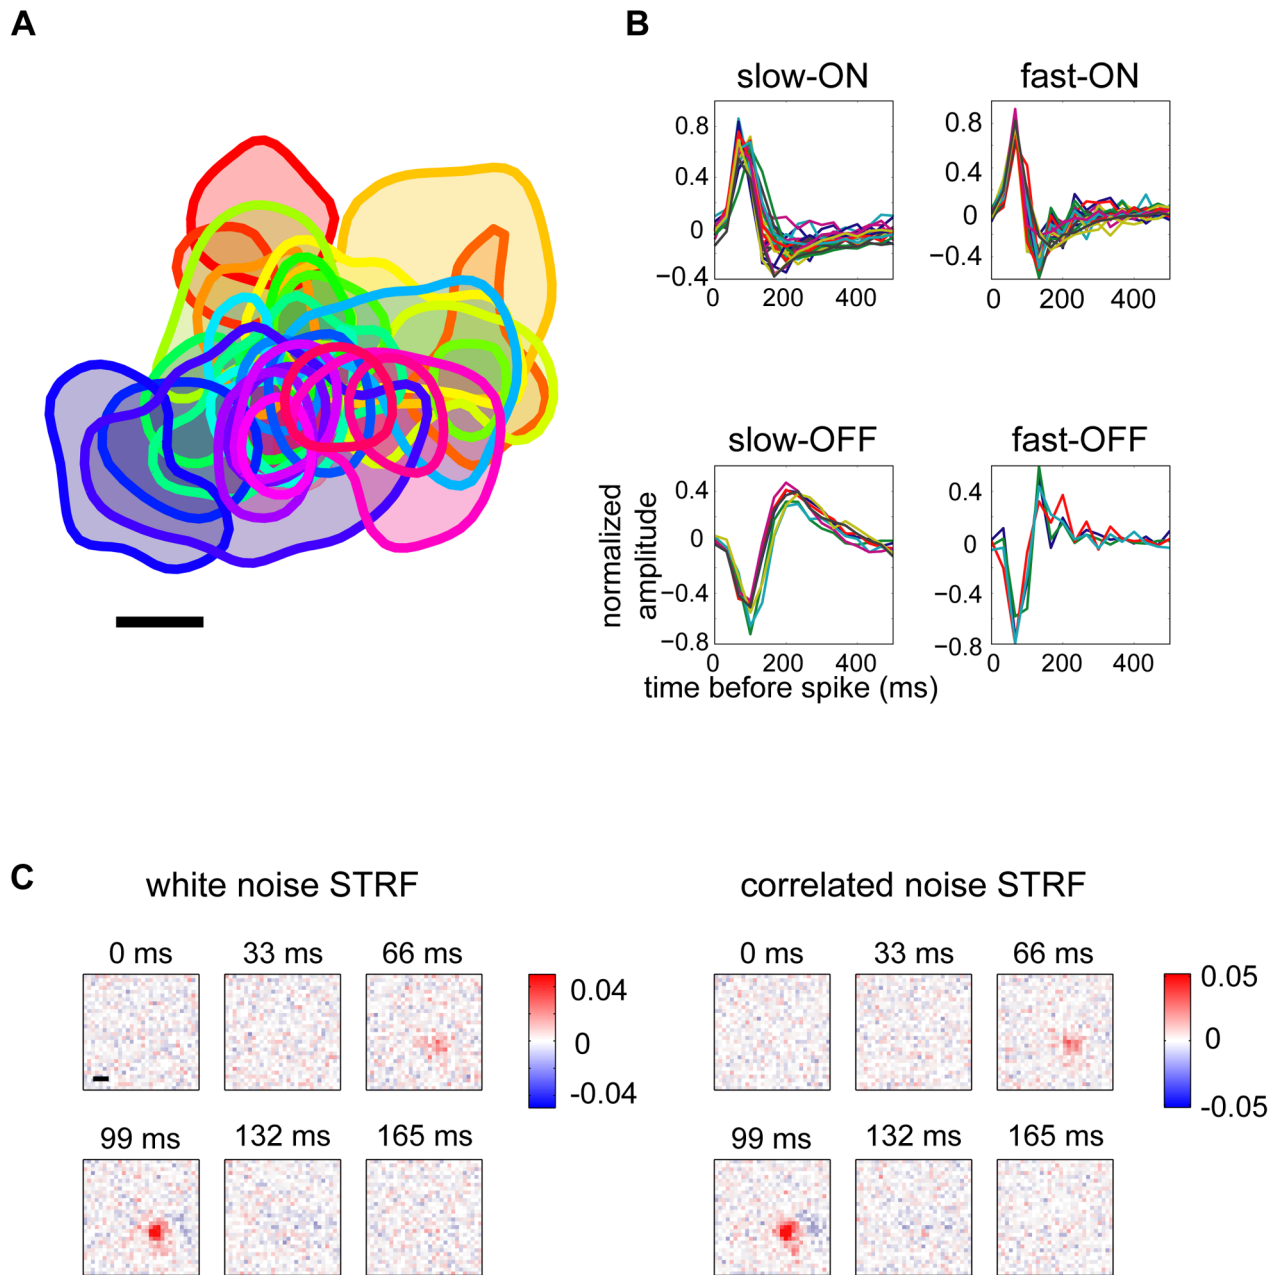 A
B
slow-ON
fast-ON
0.8
0.4
0
−0.4
0 200 400
0.8
0.4
0
−0.4
0 200 400
slow-OFF
fast-OFF
normalized
amplitude
0.4
0
−0.4
−0.8
0 200 400
0.4
0
−0.4
−0.8
0 200 400
time before spike (ms)
C
white noise STRF
correlated noise STRF
0 ms 33 ms 66 ms
0.04
0
-0.04
99 ms 132 ms 165 ms
0 ms 33 ms 66 ms
0.05
0
-0.05
99 ms 132 ms 165 ms